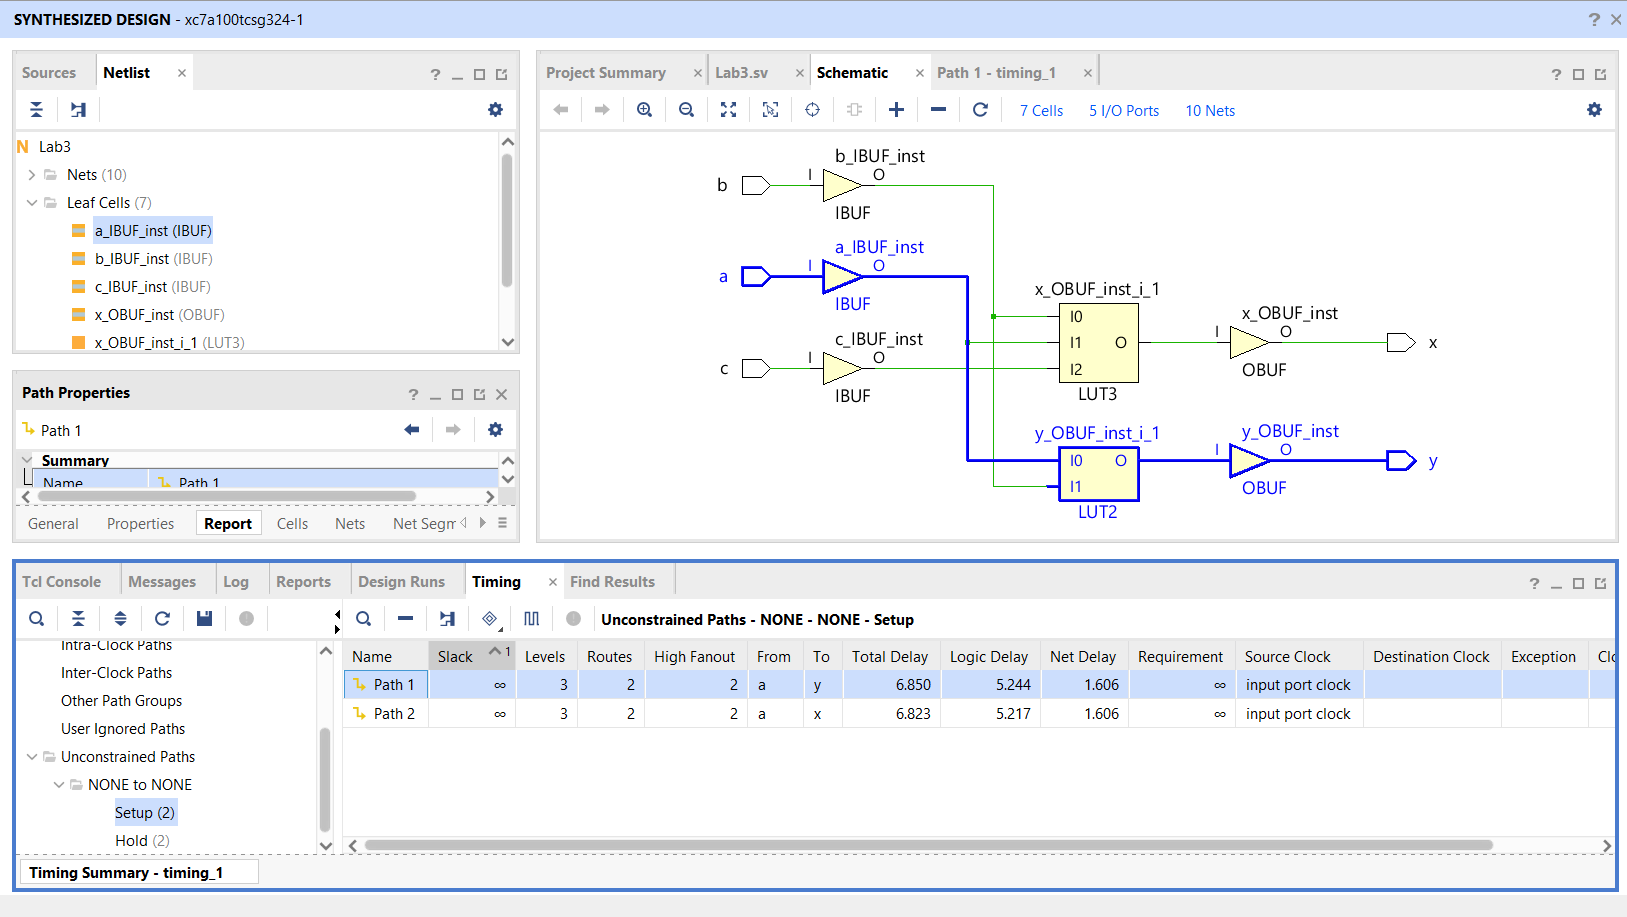 SYNTHESIZED DESIGN - xc7a100tcsg324-1
Sources Netlist
Lab3
Nets (10)
Leaf Cells (7)
a_IBUF_inst (IBUF)
b_IBUF_inst (IBUF)
c_IBUF_inst (IBUF)
x_OBUF_inst (OBUF)
x_OBUF_inst_i_1 (LUT3)
Path Properties
Path 1
Summary
Name Path 1
General Properties Report Cells Nets Net Segm
Project Summary Lab3.sv Schematic Path 1 - timing_1
7 Cells 5 I/O Ports 10 Nets
b_IBUF_inst
b I O
IBUF
a_IBUF_inst
a I O
IBUF
c_IBUF_inst
c I O
IBUF
x_OBUF_inst_i_1
I0
I1 O
I2
LUT3
x_OBUF_inst
I O x
OBUF
y_OBUF_inst_i_1
I0 O
I1
LUT2
y_OBUF_inst
I O y
OBUF
Tcl Console Messages Log Reports Design Runs Timing Find Results
Intra-Clock Paths
Inter-Clock Paths
Other Path Groups
User Ignored Paths
Unconstrained Paths
NONE to NONE
Setup (2)
Hold (2)
Unconstrained Paths - NONE - NONE - Setup
Name Slack 1 Levels Routes High Fanout From To Total Delay Logic Delay Net Delay Requirement Source Clock Destination Clock Exception Clo
Path 1 ∞ 3 2 2 a y 6.850 5.244 1.606 ∞ input port clock
Path 2 ∞ 3 2 2 a x 6.823 5.217 1.606 ∞ input port clock
Timing Summary - timing_1